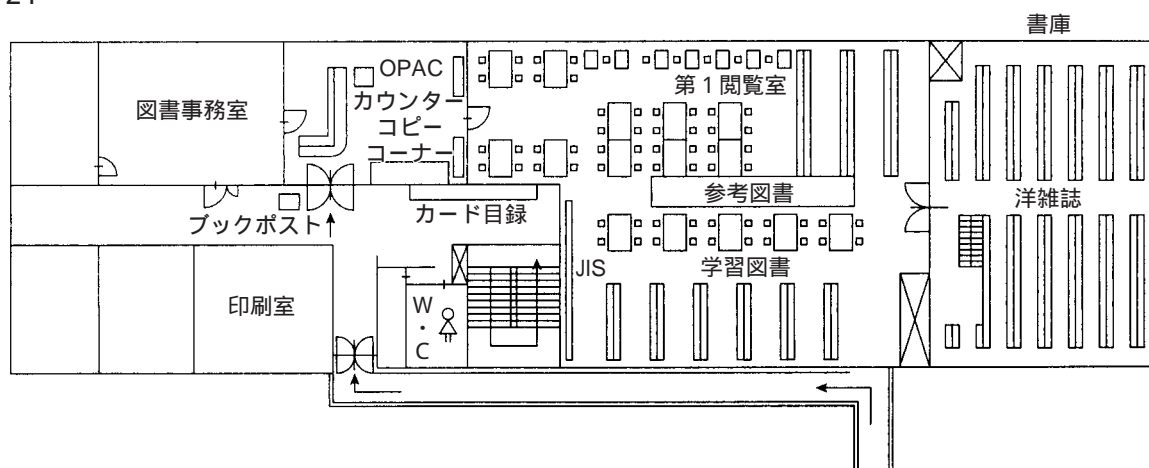 書庫
OPAC
カウンター
コピー
コーナー
図書事務室
第1閲覧室
参考図書
洋雑誌
ブックポスト
カード目録
JIS
学習図書
印刷室
W
・
C